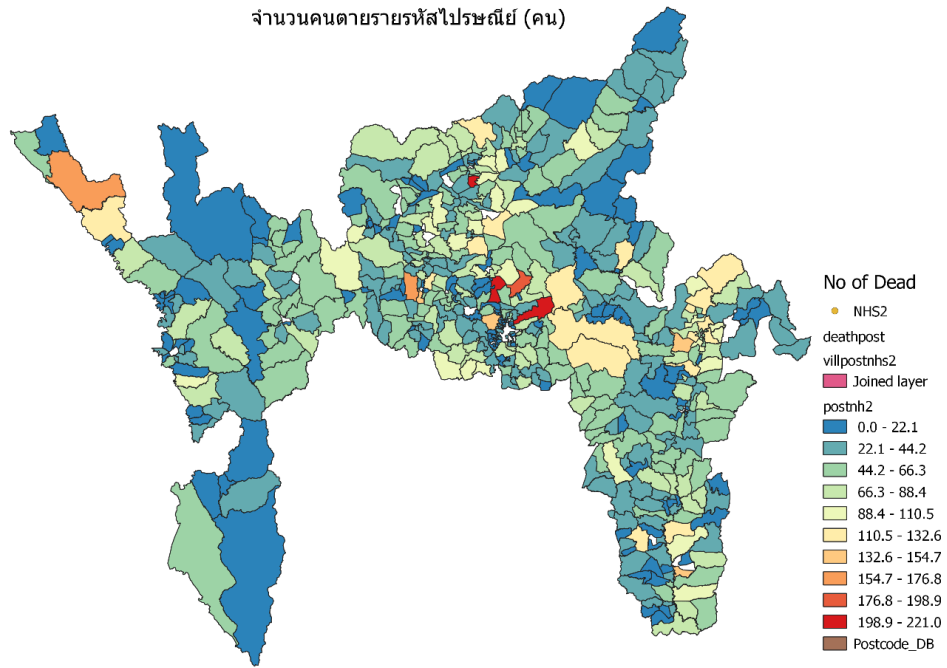 จำนวนคนตายรายรหัสไปรษณีย์ (คน)
No of Dead
NHS2
deathpost
villpostnhs2
Joined layer
postnh2
0.0 - 22.1
22.1 - 44.2
44.2 - 66.3
66.3 - 88.4
88.4 - 110.5
110.5 - 132.6
132.6 - 154.7
154.7 - 176.8
176.8 - 198.9
198.9 - 221.0
Postcode_DB